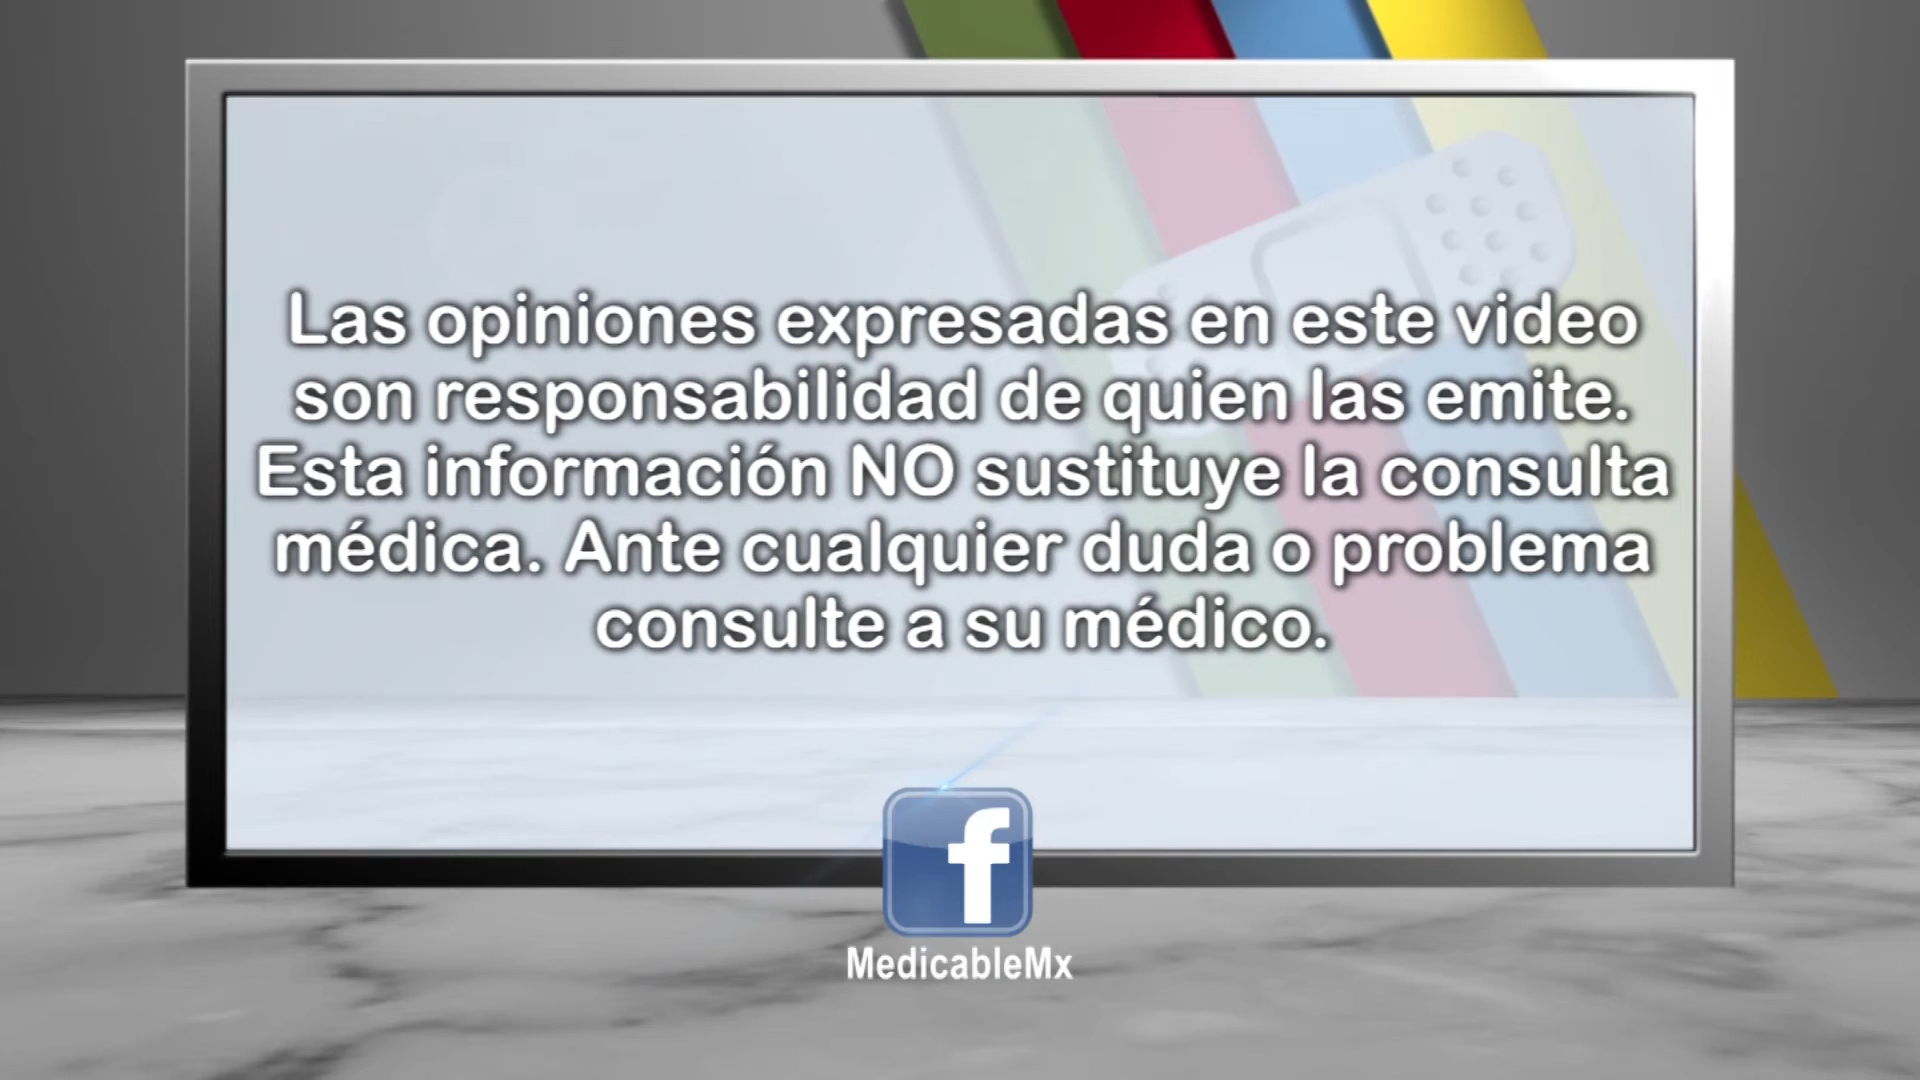 Las opiniones expresadas en este video
son responsabilidad de quien las emite.
Esta información NO sustituye la consulta
médica. Ante cualquier duda o problema
consulte a su médico.
f
MedicableMx